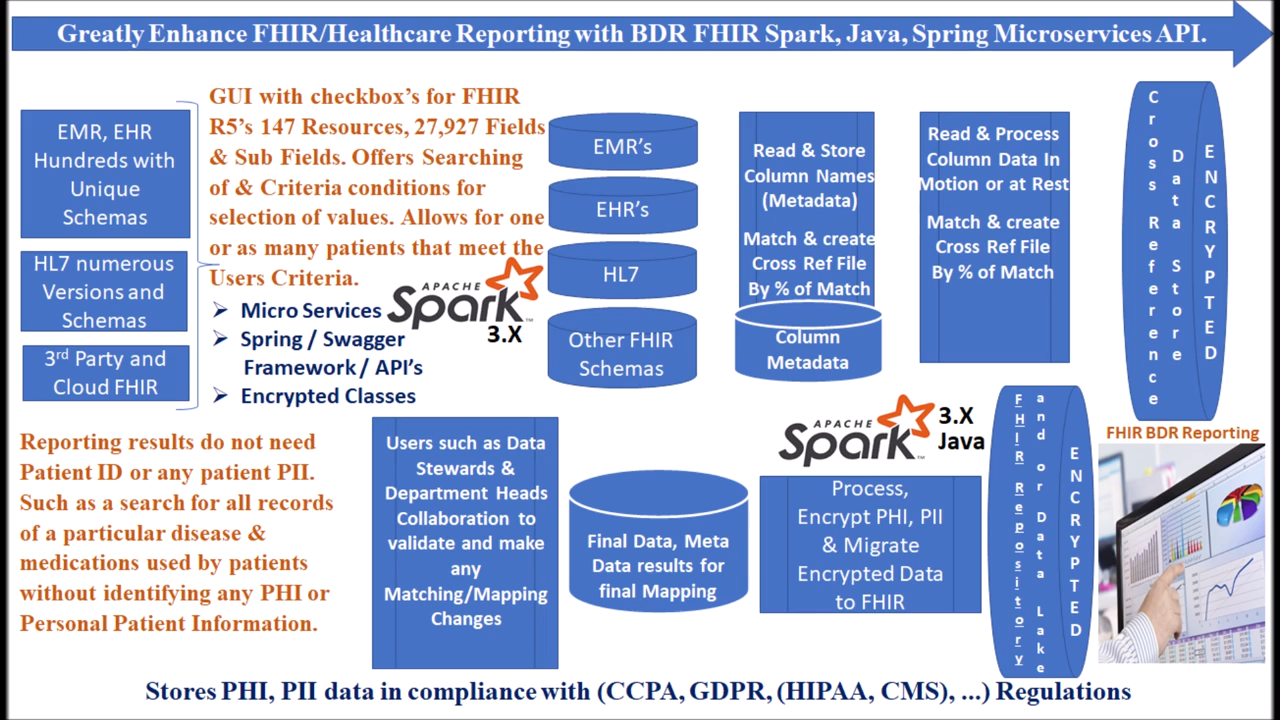 Greatly Enhance FHIR/Healthcare Reporting with BDR FHIR Spark, Java, Spring Microservices API.
EMR, EHR
Hundreds with
Unique
Schemas
HL7 numerous
Versions and
Schemas
3rd Party and
Cloud FHIR
GUI with checkbox's for FHIR
R5's 147 Resources, 27,927 Fields
& Sub Fields. Offers Searching
of & Criteria conditions for
selection of values. Allows for one
or as many patients that meet the
Users Criteria.
➢ Micro Services
➢ Spring / Swagger
Framework / API's
➢ Encrypted Classes
APACHE
Spark™
3.X
EMR's
EHR's
HL7
Other FHIR
Schemas
Read & Store
Column Names
(Metadata)
Match & create
Cross Ref File
By % of Match
Column
Metadata
Read & Process
Column Data In
Motion or at Rest
Match & create
Cross Ref File
By % of Match
Cross Reference
Data Store
ENCRYPTED
Reporting results do not need
Patient ID or any patient PII.
Such as a search for all records
of a particular disease &
medications used by patients
without identifying any PHI or
Personal Patient Information.
Users such as Data
Stewards &
Department Heads
Collaboration to
validate and make
any
Matching/Mapping
Changes
Final Data, Meta
Data results for
final Mapping
APACHE
Spark™
3.X
Java
Process,
Encrypt PHI, PII
& Migrate
Encrypted Data
to FHIR
FHIR Repository
and or Data Lake
ENCRYPTED
FHIR BDR Reporting
Stores PHI, PII data in compliance with (CCPA, GDPR, (HIPAA, CMS), ...) Regulations